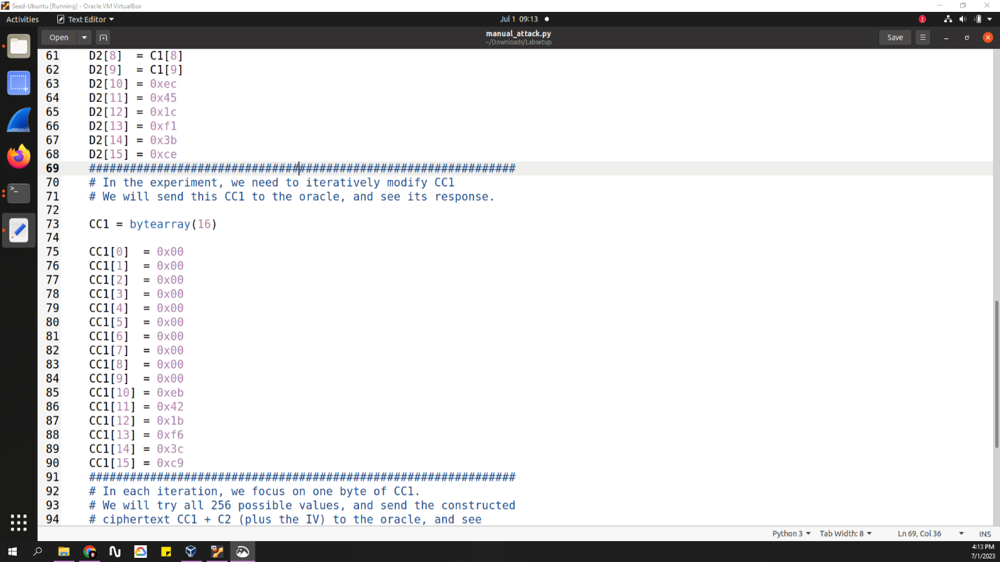 Seed-Ubuntu [Running] - Oracle VM VirtualBox
Activities Text Editor Jul 1 09:13
Open manual_attack.py Save
~/Downloads/Labsetup
61 D2[8] = C1[8]
62 D2[9] = C1[9]
63 D2[10] = 0xec
64 D2[11] = 0x45
65 D2[12] = 0x1c
66 D2[13] = 0xf1
67 D2[14] = 0x3b
68 D2[15] = 0xce
69 ###############################################################
70 # In the experiment, we need to iteratively modify CC1
71 # We will send this CC1 to the oracle, and see its response.
72
73 CC1 = bytearray(16)
74
75 CC1[0] = 0x00
76 CC1[1] = 0x00
77 CC1[2] = 0x00
78 CC1[3] = 0x00
79 CC1[4] = 0x00
80 CC1[5] = 0x00
81 CC1[6] = 0x00
82 CC1[7] = 0x00
83 CC1[8] = 0x00
84 CC1[9] = 0x00
85 CC1[10] = 0xeb
86 CC1[11] = 0x42
87 CC1[12] = 0x1b
88 CC1[13] = 0xf6
89 CC1[14] = 0x3c
90 CC1[15] = 0xc9
91 ###############################################################
92 # In each iteration, we focus on one byte of CC1.
93 # We will try all 256 possible values, and send the constructed
94 # ciphertext CC1 + C2 (plus the IV) to the oracle, and see
Python 3 Tab Width: 8 Ln 69, Col 36 INS
4:13 PM
7/1/2023